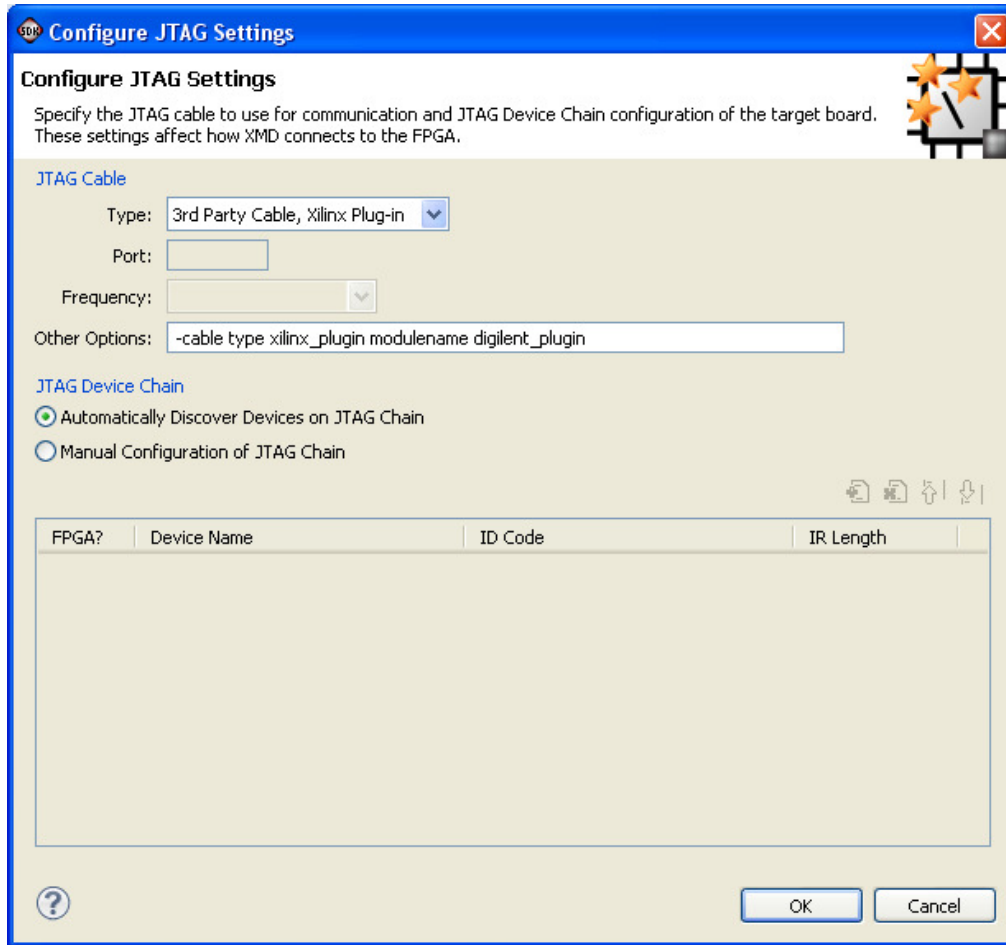 SDK Configure JTAG Settings
Configure JTAG Settings
Specify the JTAG cable to use for communication and JTAG Device Chain configuration of the target board.
These settings affect how XMD connects to the FPGA.
JTAG Cable
Type: 3rd Party Cable, Xilinx Plug-in
Port:
Frequency:
Other Options: -cable type xilinx_plugin modulename digilent_plugin
JTAG Device Chain
Automatically Discover Devices on JTAG Chain
Manual Configuration of JTAG Chain
FPGA? Device Name ID Code IR Length
? OK Cancel